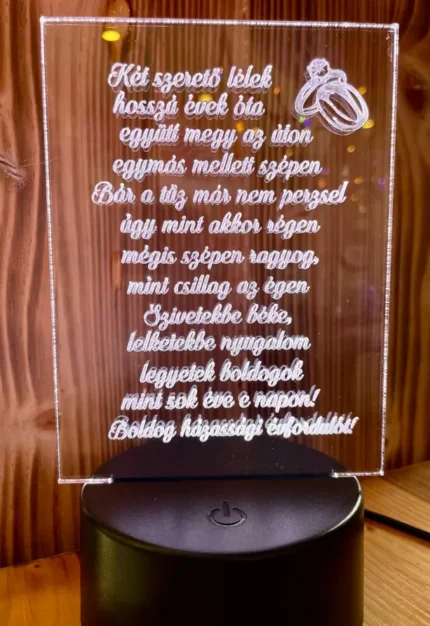 Két szerető lélek
hosszú évek óta
együtt megy az úton
egymás mellett szépen
Bár a tűz már nem perzsel
úgy mint akkor régen
mégis szépen ragyog,
mint csillag az égen
Szivetekbe béke,
lelketekbe nyugalom
legyetek boldogok
mint sok éve e napon!
Boldog házassági évfordulót!